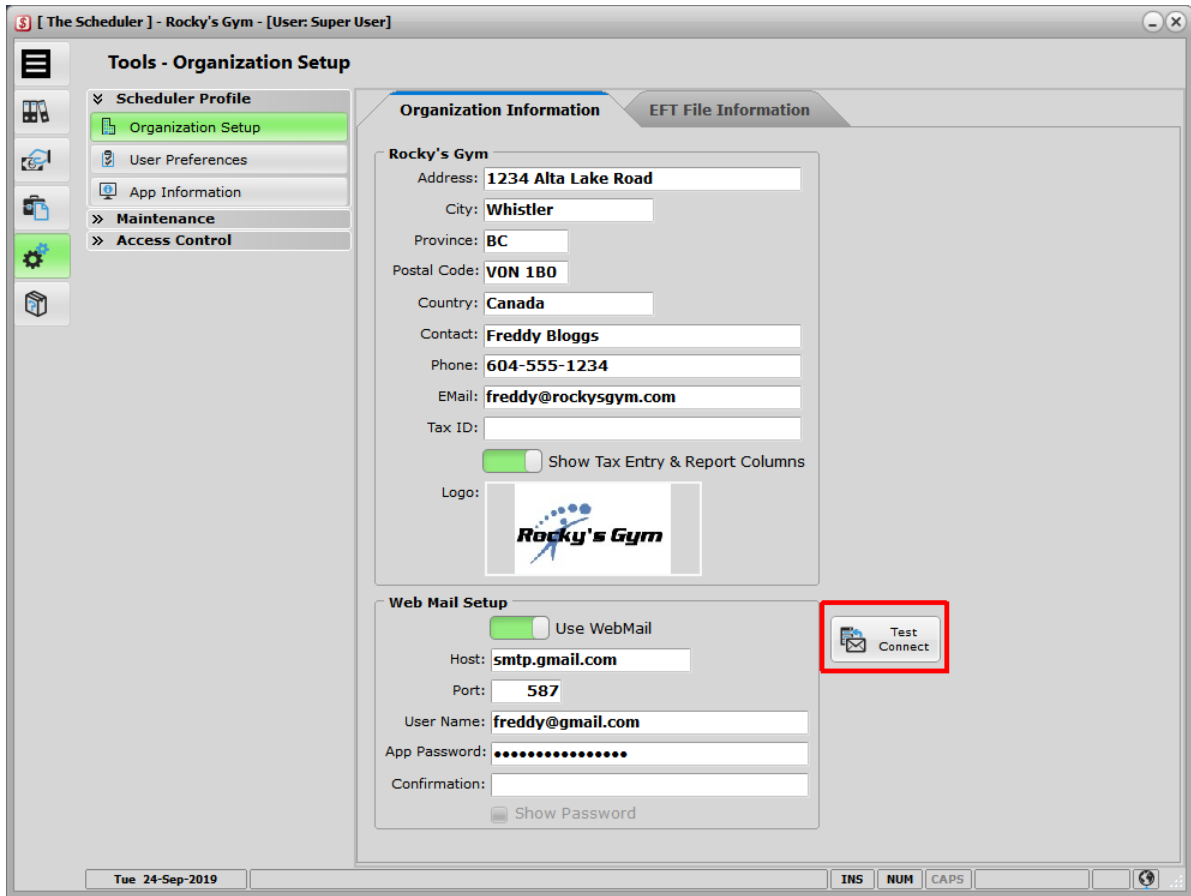 [ The Scheduler ] - Rocky's Gym - [User: Super User]
Tools - Organization Setup
Scheduler Profile
Organization Setup
User Preferences
App Information
Maintenance
Access Control
Organization Information
EFT File Information
Rocky's Gym
Address: 1234 Alta Lake Road
City: Whistler
Province: BC
Postal Code: V0N 1B0
Country: Canada
Contact: Freddy Bloggs
Phone: 604-555-1234
EMail: freddy@rockysgym.com
Tax ID:
Show Tax Entry & Report Columns
Logo:
Rocky's Gym
Web Mail Setup
Use WebMail
Host: smtp.gmail.com
Port: 587
User Name: freddy@gmail.com
App Password: ••••••••••••••••
Confirmation:
Show Password
Test
Connect
Tue 24-Sep-2019
INS NUM CAPS